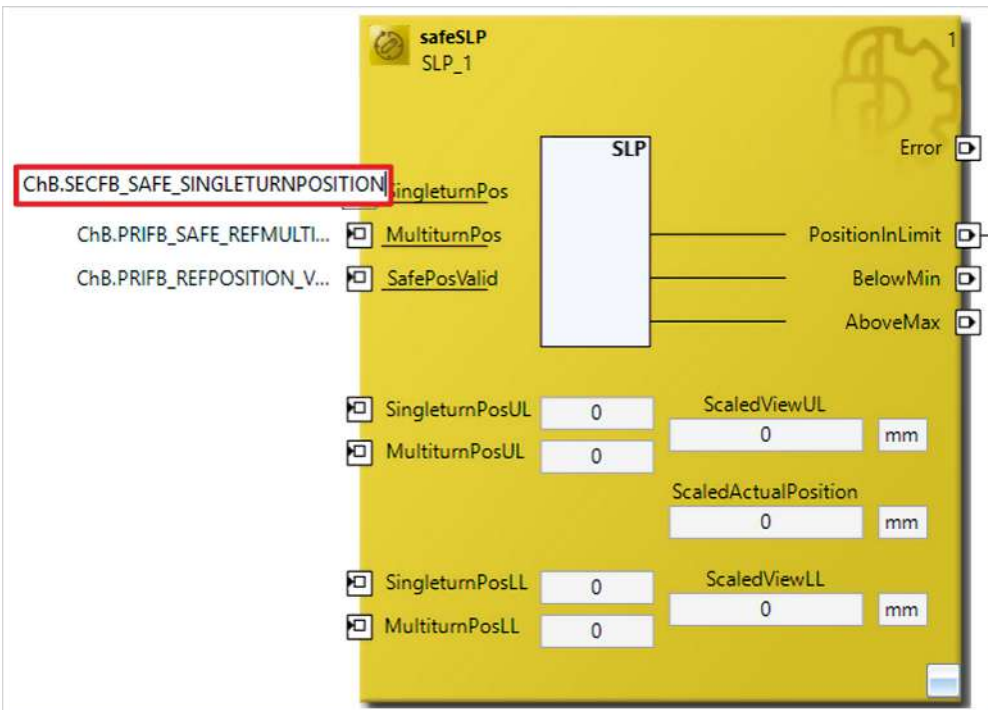 safeSLP
1
SLP_1
SLP
Error
ChB.SECFB_SAFE_SINGLETURNPOSITION
ingleturnPos
ChB.PRIFB_SAFE_REFMULTI... MultiturnPos
PositionInLimit
ChB.PRIFB_REFPOSITION_V... SafePosValid
BelowMin
AboveMax
SingleturnPosUL 0
ScaledViewUL
0 mm
MultiturnPosUL 0
ScaledActualPosition
0 mm
SingleturnPosLL 0
ScaledViewLL
0 mm
MultiturnPosLL 0